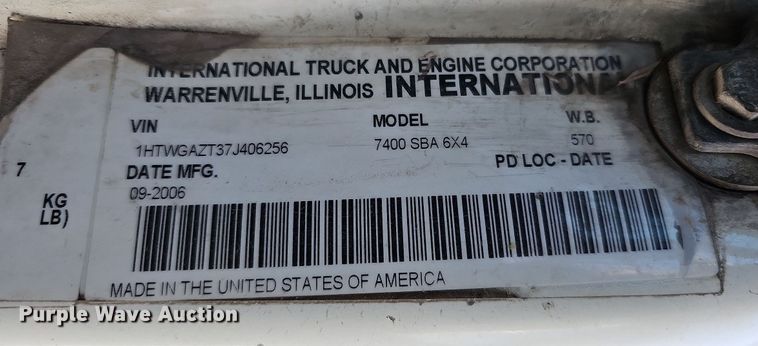 INTERNATIONAL TRUCK AND ENGINE CORPORATION
WARRENVILLE, ILLINOIS INTERNATIONAL
VIN MODEL W.B.
1HTWGAZT37J406256 7400 SBA 6X4 570
DATE MFG. PD LOC - DATE
7
09-2006
KG
LB)
MADE IN THE UNITED STATES OF AMERICA
Purple Wave Auction